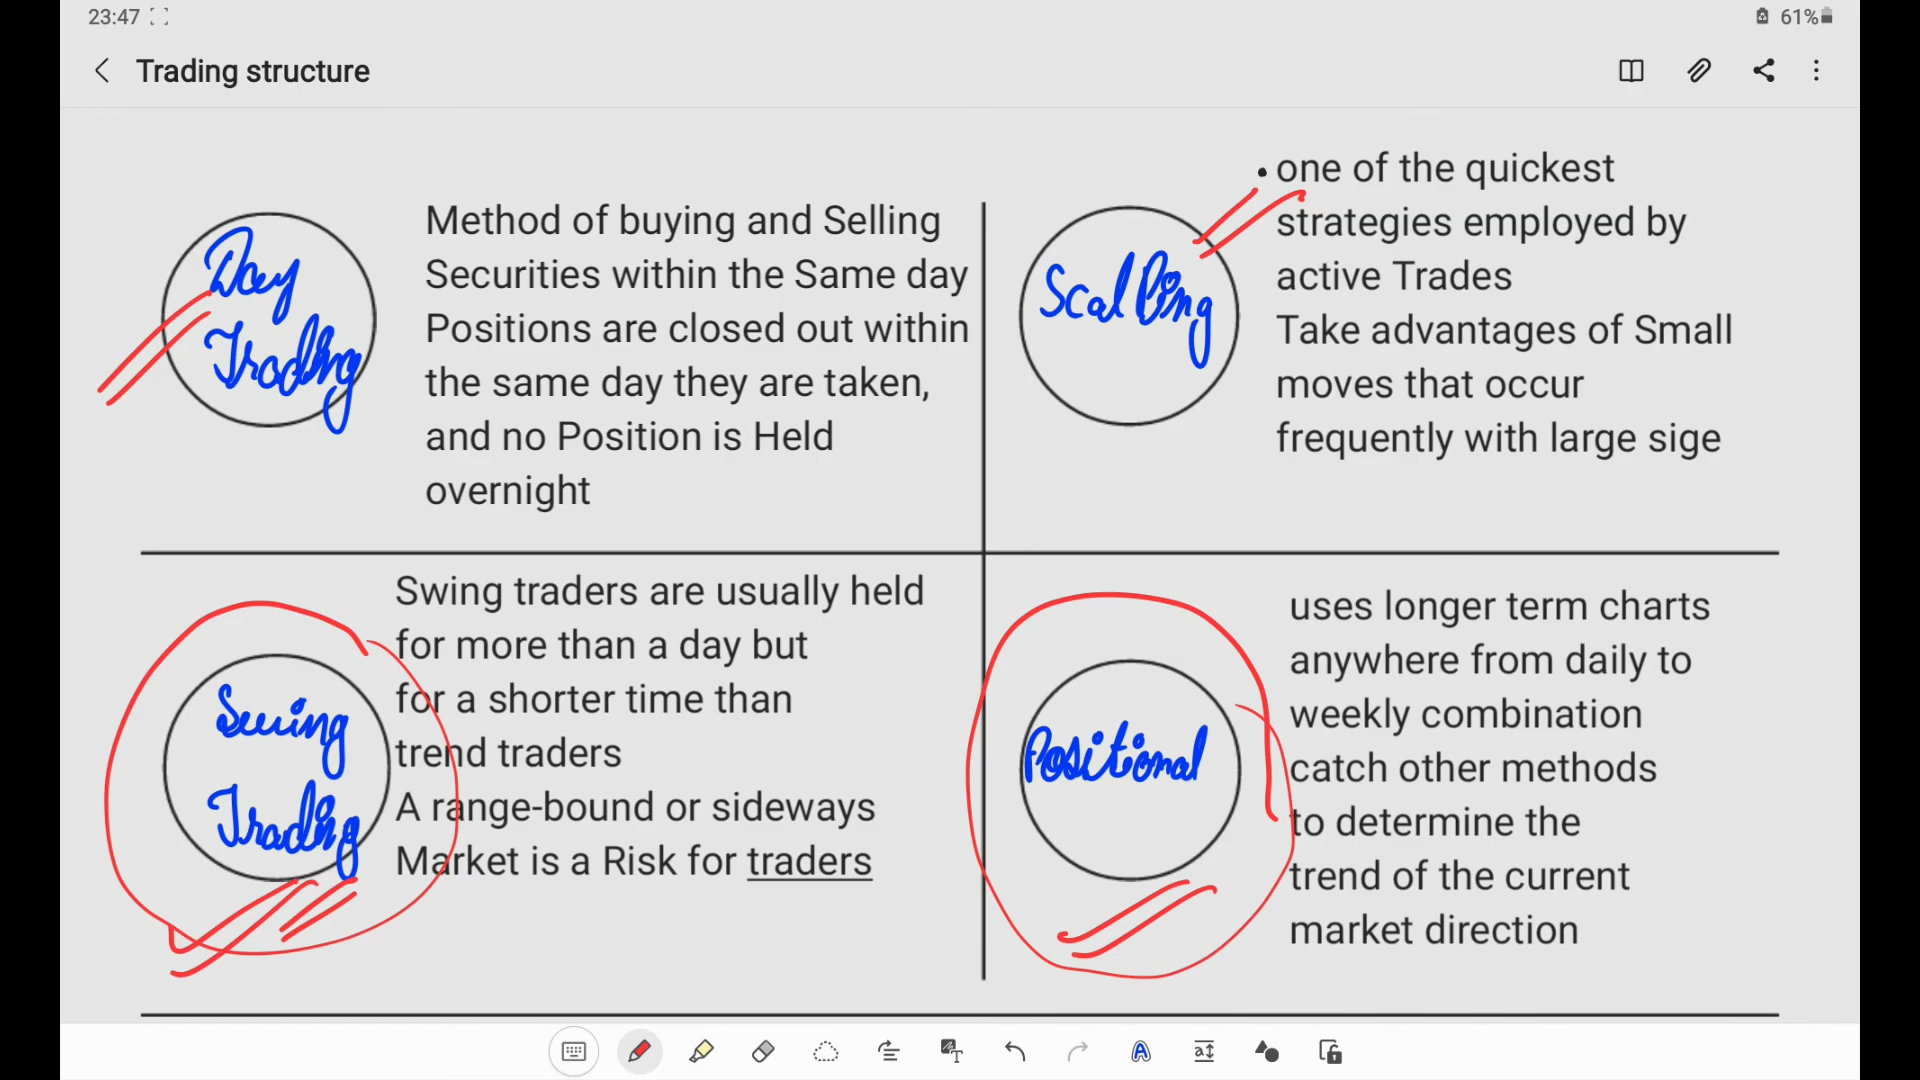 23:47
61%
Trading structure
Day
Trading
Method of buying and Selling
Securities within the Same day
Positions are closed out within
the same day they are taken,
and no Position is Held
overnight
Scalping
• one of the quickest
strategies employed by
active Trades
Take advantages of Small
moves that occur
frequently with large sige
Swing
Trading
Swing traders are usually held
for more than a day but
for a shorter time than
trend traders
A range-bound or sideways
Market is a Risk for traders
Positional
uses longer term charts
anywhere from daily to
weekly combination
catch other methods
to determine the
trend of the current
market direction